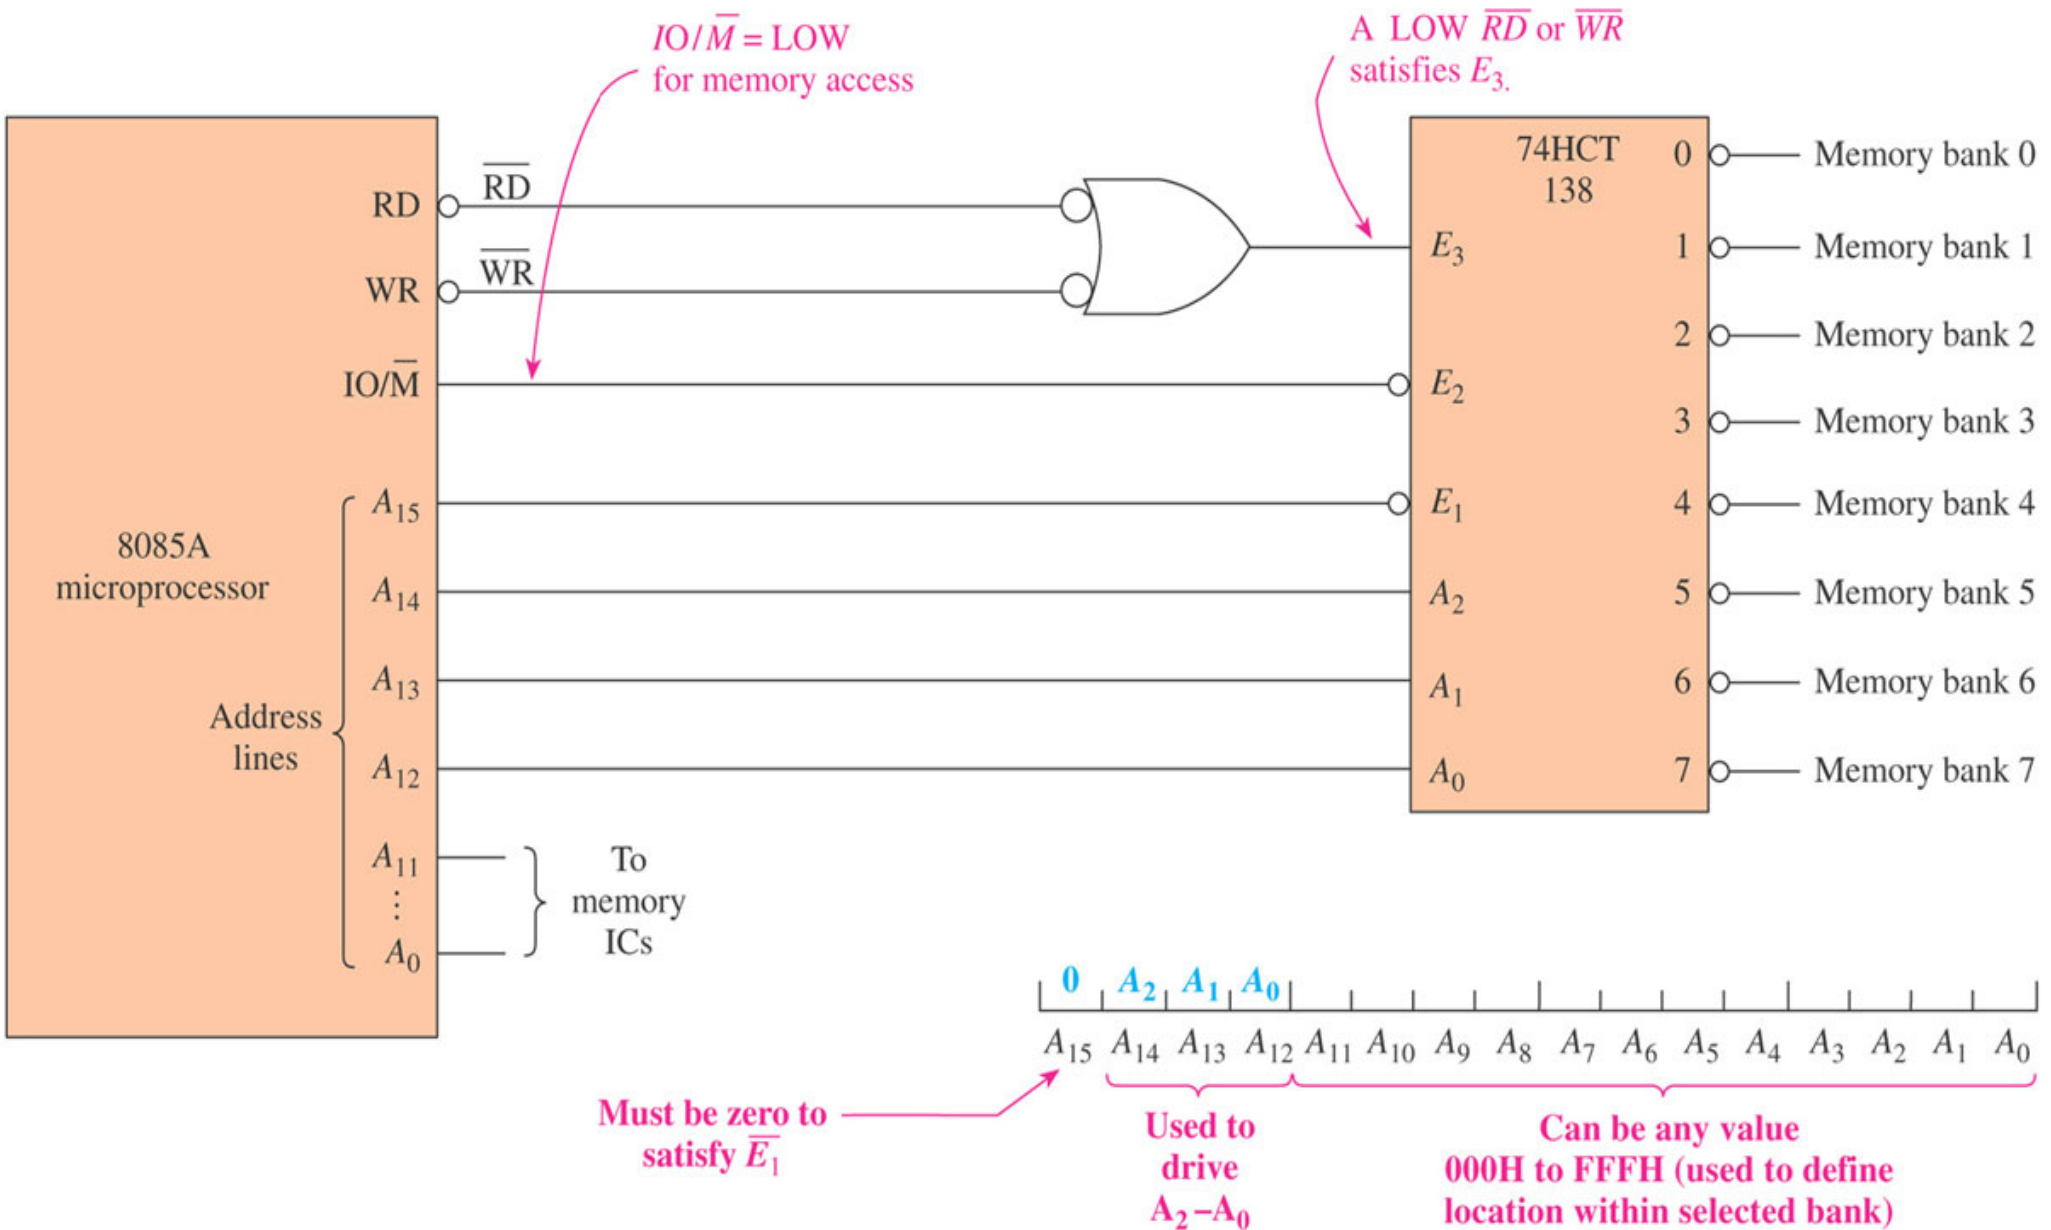 IO/M̅ = LOW
for memory access
A LOW R̅D̅ or W̅R̅
satisfies E₃.
RD
R̅D̅
WR
W̅R̅
IO/M̅
A₁₅
A₁₄
A₁₃
A₁₂
A₁₁
⋮
A₀
8085A
microprocessor
Address
lines
To
memory
ICs
74HCT
138
E₃
E₂
E₁
A₂
A₁
A₀
0 Memory bank 0
1 Memory bank 1
2 Memory bank 2
3 Memory bank 3
4 Memory bank 4
5 Memory bank 5
6 Memory bank 6
7 Memory bank 7
0 A₂ A₁ A₀
A₁₅ A₁₄ A₁₃ A₁₂ A₁₁ A₁₀ A₉ A₈ A₇ A₆ A₅ A₄ A₃ A₂ A₁ A₀
Must be zero to
satisfy E̅₁
Used to
drive
A₂–A₀
Can be any value
000H to FFFH (used to define
location within selected bank)